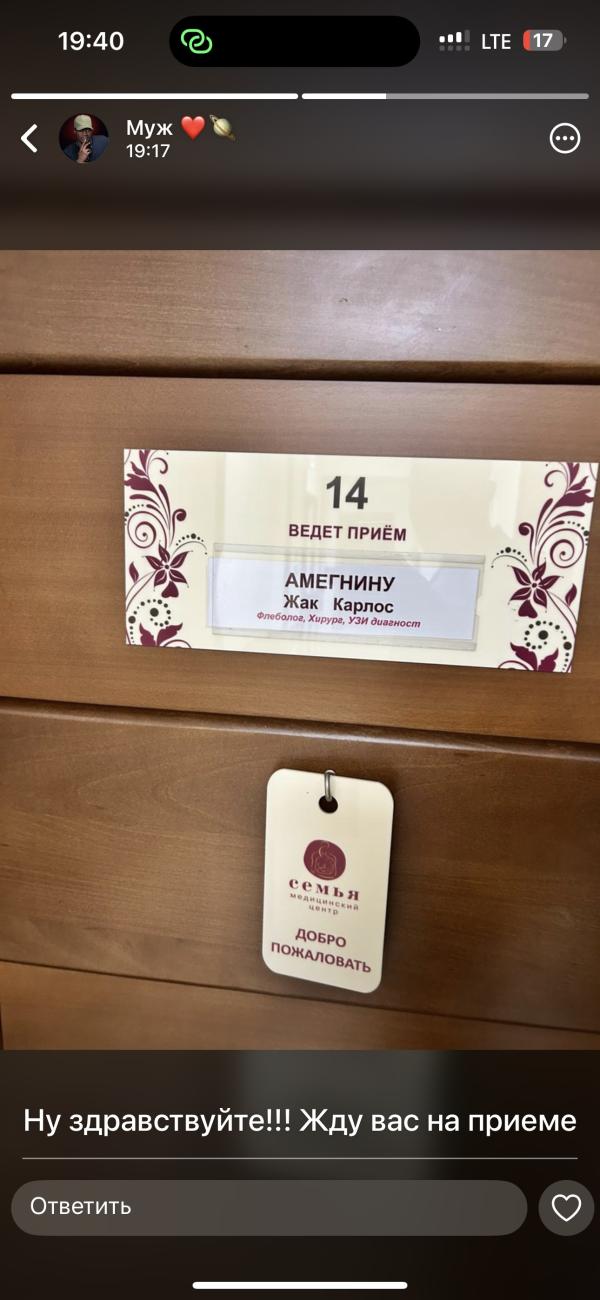 19:40
LTE
17
Муж ❤️🪐
19:17
14
ВЕДЕТ ПРИЁМ
АМЕГНИНУ
Жак Карлос
Флеболог, Хирург, УЗИ диагност
семья
медицинский
центр
ДОБРО
ПОЖАЛОВАТЬ
Ну здравствуйте!!! Жду вас на приеме
Ответить